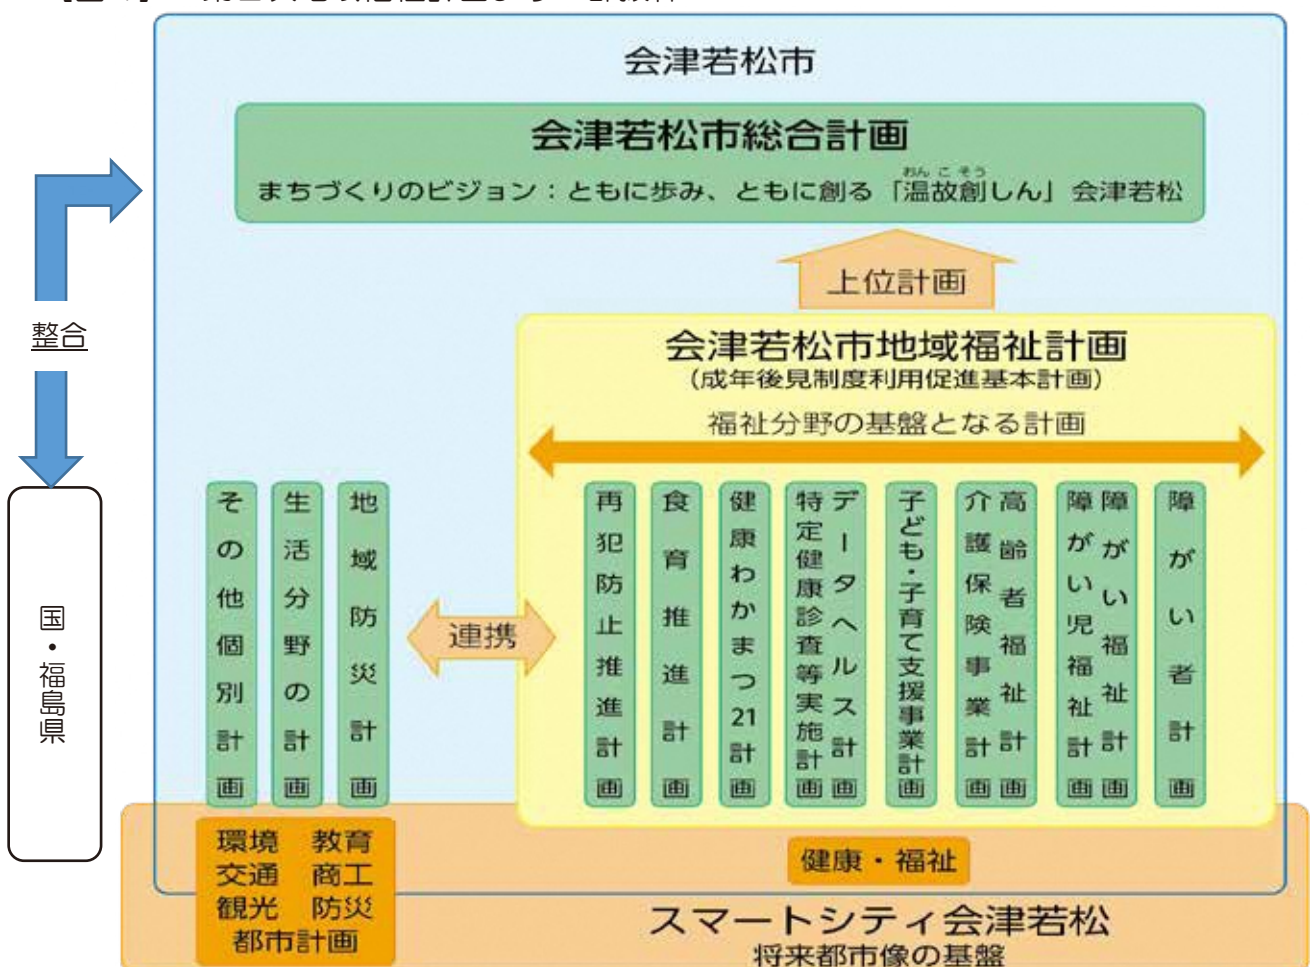 会津若松市
会津若松市総合計画
おんこそう
まちづくりのビジョン：ともに歩み、ともに創る「温故創しん」会津若松
上位計画
整合
国・福島県
会津若松市地域福祉計画
（成年後見制度利用促進基本計画）
福祉分野の基盤となる計画
その他個別計画
生活分野の計画
地域防災計画
連携
再犯防止推進計画
食育推進計画
健康わかまつ21計画
データヘルス計画
特定健康診査等実施計画
子ども・子育て支援事業計画
高齢者福祉計画
介護保険事業計画
障がい福祉計画
障がい児福祉計画
障がい者計画
環境 教育
交通 商工
観光 防災
都市計画
健康・福祉
スマートシティ会津若松
将来都市像の基盤